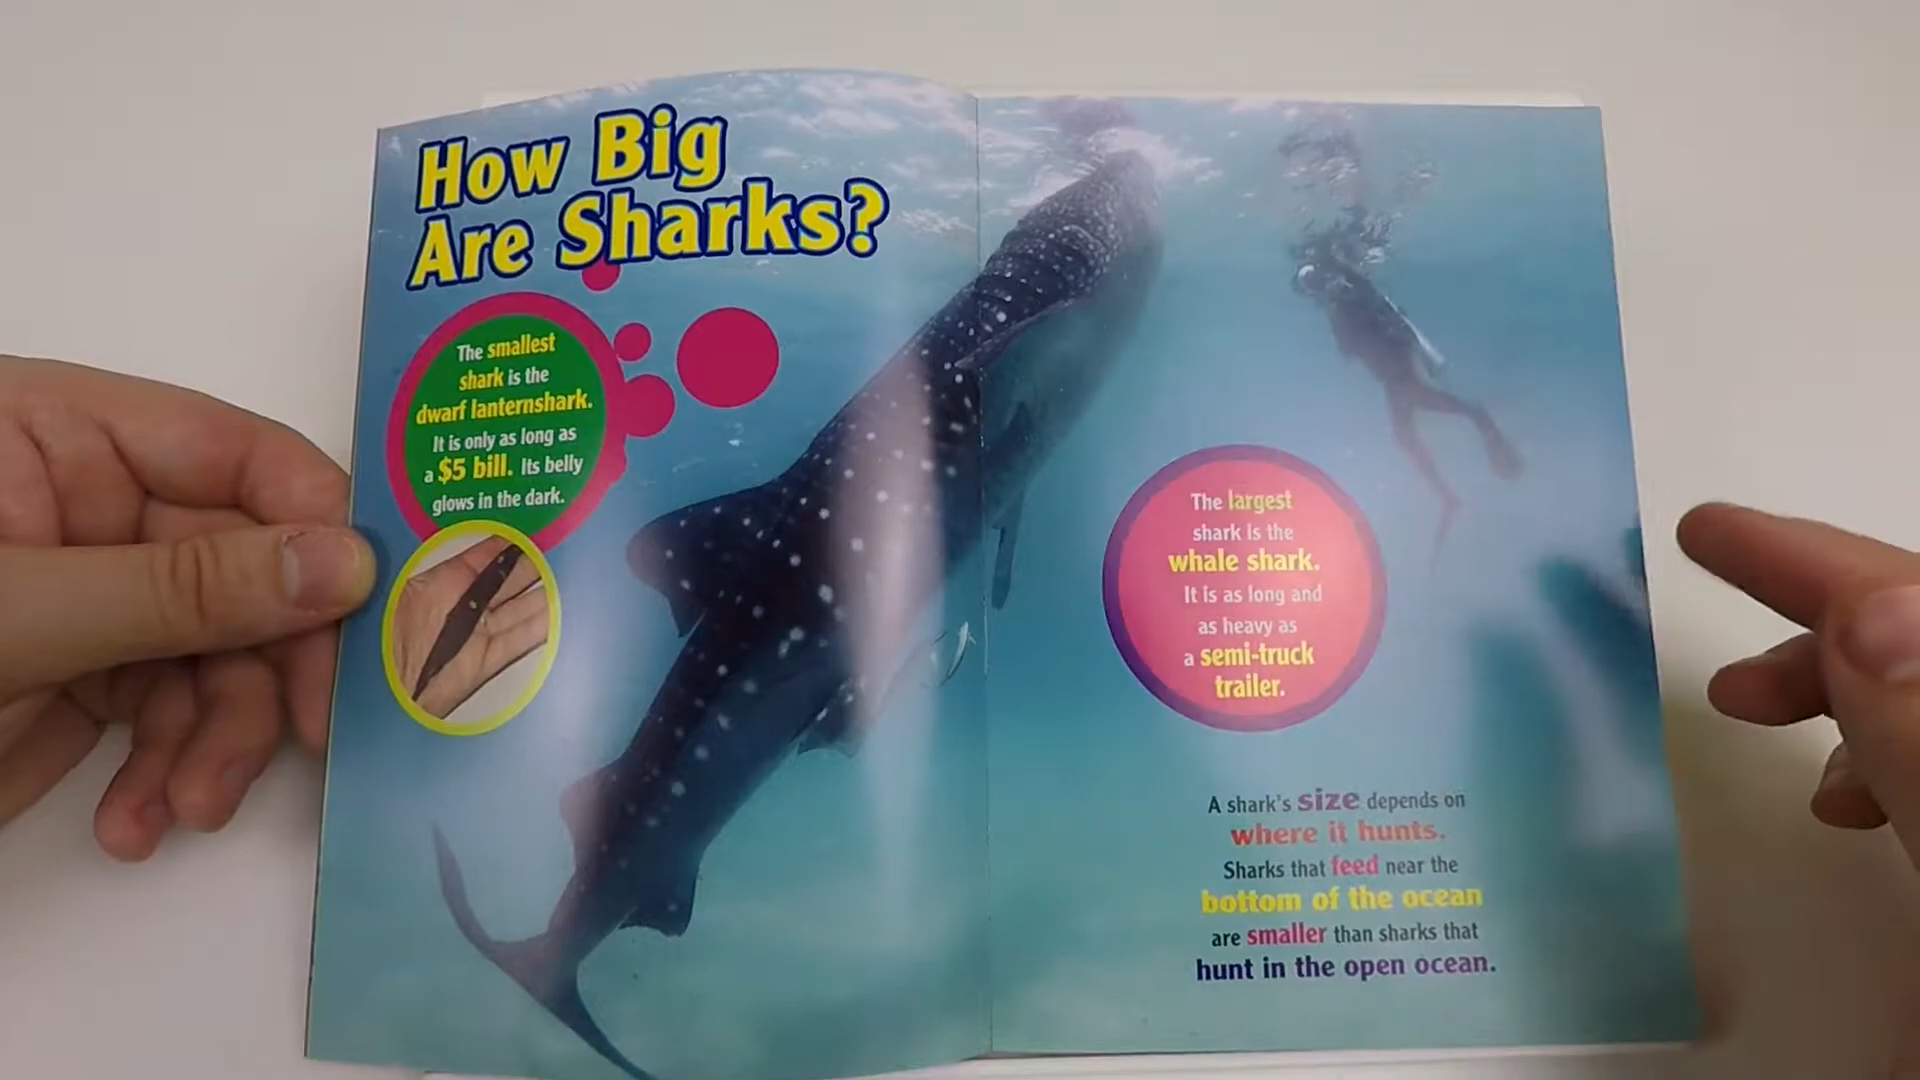 How Big
Are Sharks?
The smallest
shark is the
dwarf lanternshark.
It is only as long as
a $5 bill. Its belly
glows in the dark.
The largest
shark is the
whale shark.
It is as long and
as heavy as
a semi-truck
trailer.
A shark's size depends on
where it hunts.
Sharks that feed near the
bottom of the ocean
are smaller than sharks that
hunt in the open ocean.